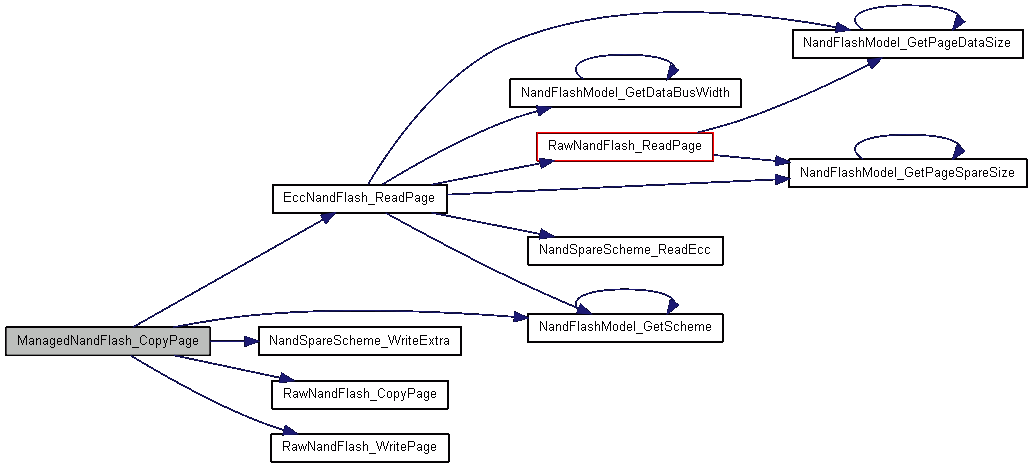 NandFlashModel_GetPageDataSize
NandFlashModel_GetDataBusWidth
RawNandFlash_ReadPage
NandFlashModel_GetPageSpareSize
EccNandFlash_ReadPage
NandSpareScheme_ReadEcc
NandFlashModel_GetScheme
ManagedNandFlash_CopyPage
NandSpareScheme_WriteExtra
RawNandFlash_CopyPage
RawNandFlash_WritePage